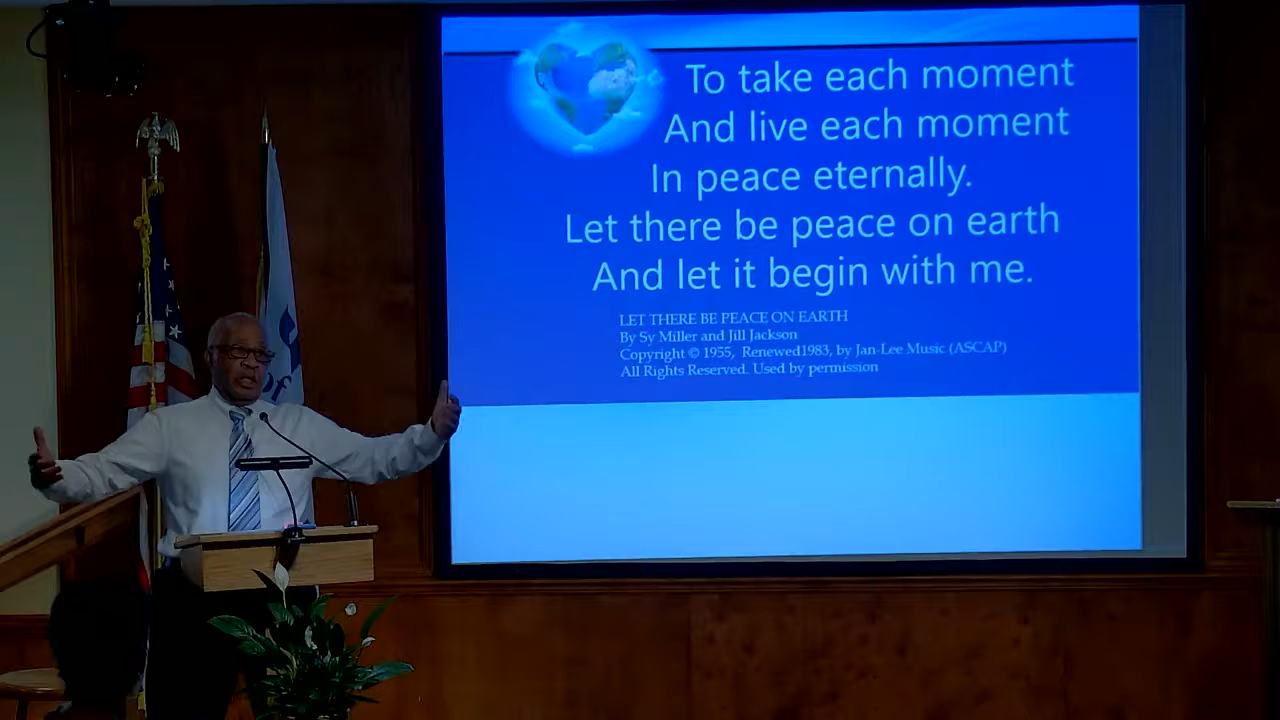 To take each moment
And live each moment
In peace eternally.
Let there be peace on earth
And let it begin with me.
LET THERE BE PEACE ON EARTH
By Sy Miller and Jill Jackson
Copyright © 1955, Renewed1983, by Jan-Lee Music (ASCAP)
All Rights Reserved. Used by permission
of